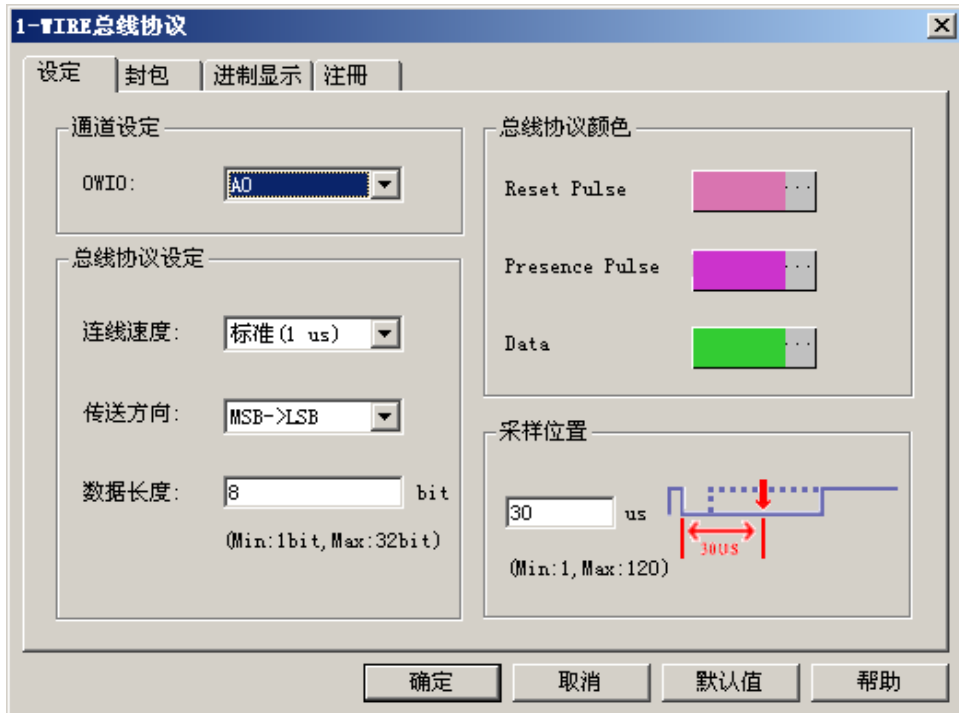 1-WIRE总线协议
设定 封包 进制显示 注冊
通道设定
OWIO: A0
总线协议设定
连线速度: 标准(1 us)
传送方向: MSB->LSB
数据长度: 8 bit
(Min:1bit,Max:32bit)
总线协议颜色
Reset Pulse ...
Presence Pulse ...
Data ...
采样位置
30 us
30US
(Min:1,Max:120)
确定 取消 默认值 帮助